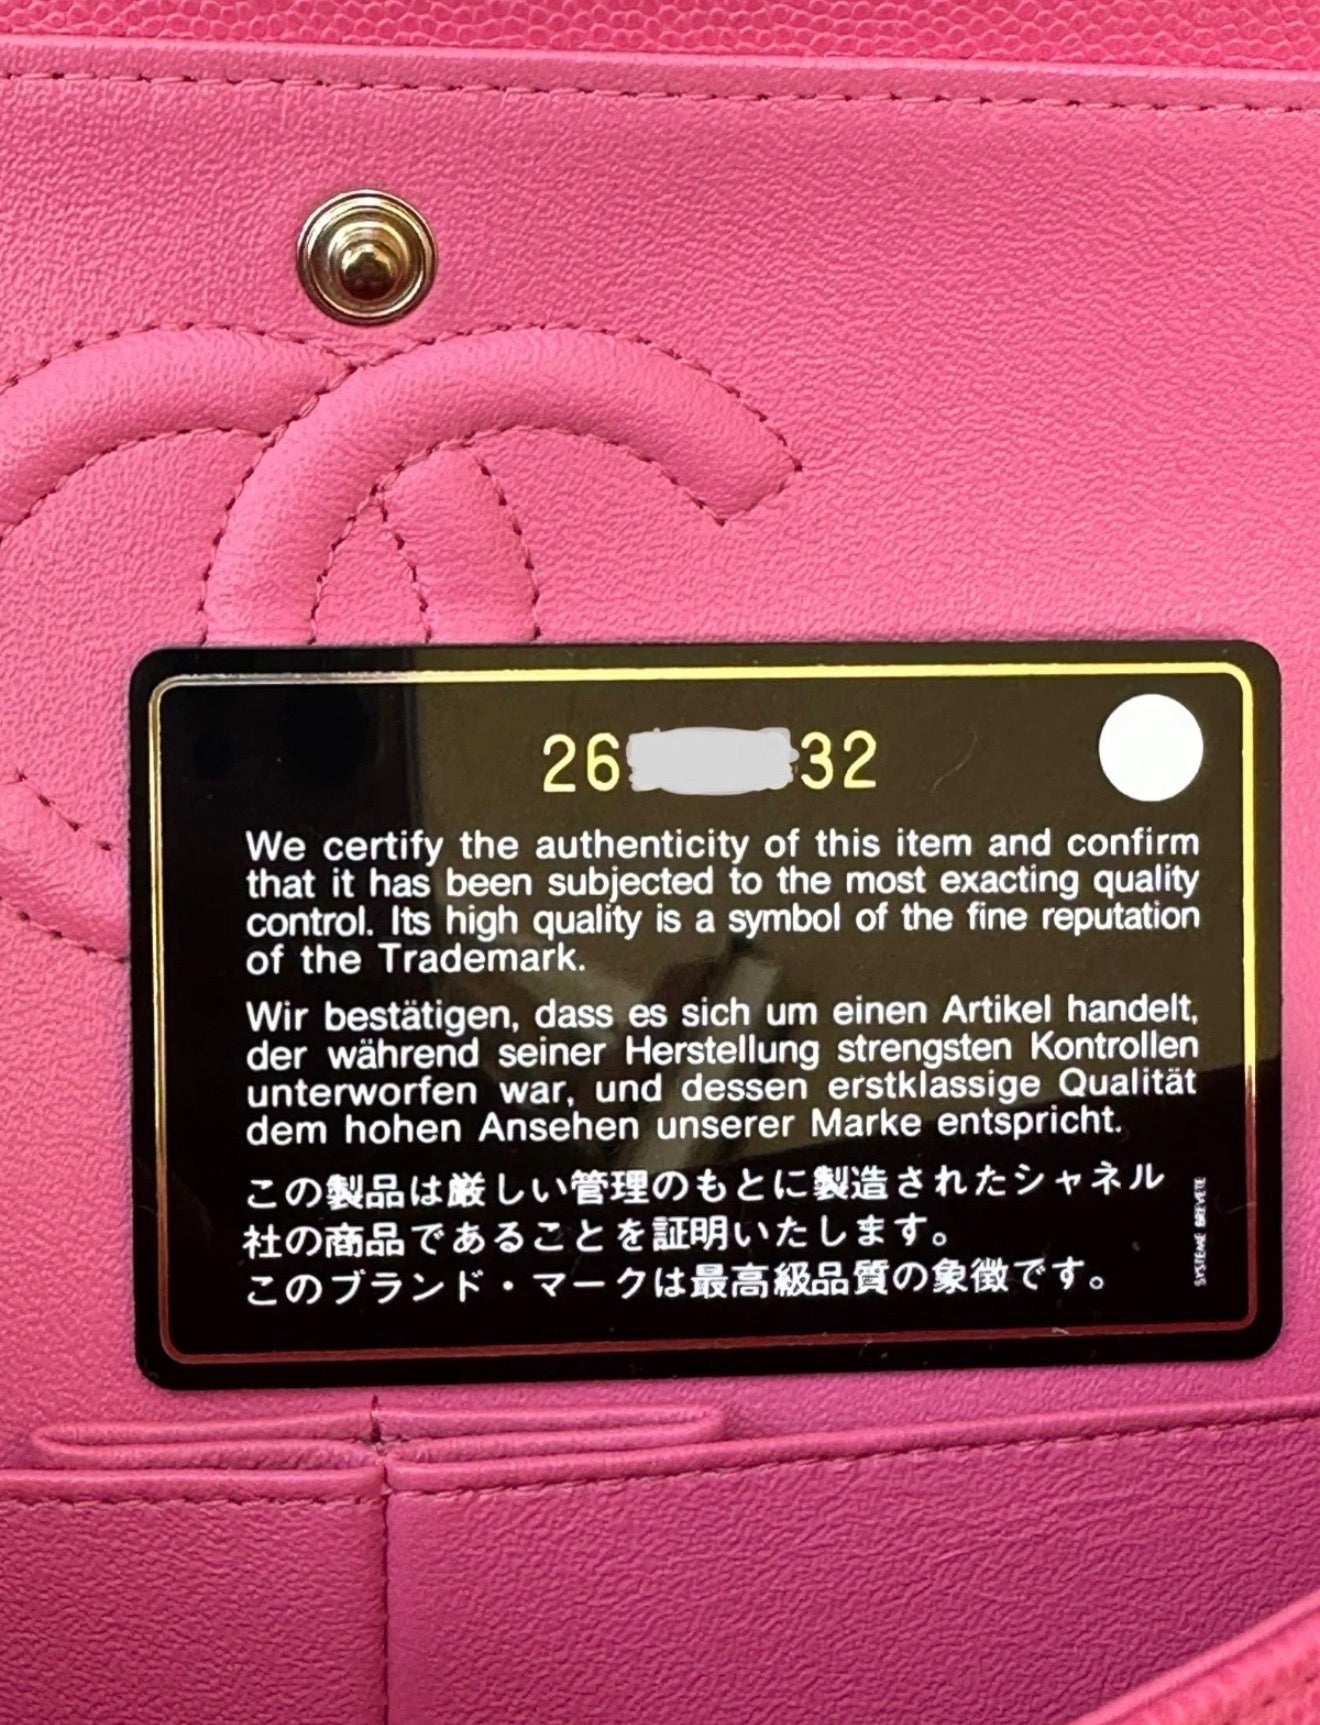 26 32
We certify the authenticity of this item and confirm
that it has been subjected to the most exacting quality
control. Its high quality is a symbol of the fine reputation
of the Trademark.
Wir bestätigen, dass es sich um einen Artikel handelt,
der während seiner Herstellung strengsten Kontrollen
unterworfen war, und dessen erstklassige Qualität
dem hohen Ansehen unserer Marke entspricht.
この製品は厳しい管理のもとに製造されたシャネル
社の商品であることを証明いたします。
このブランド・マークは最高級品質の象徴です。
SYSTEME BREVETE